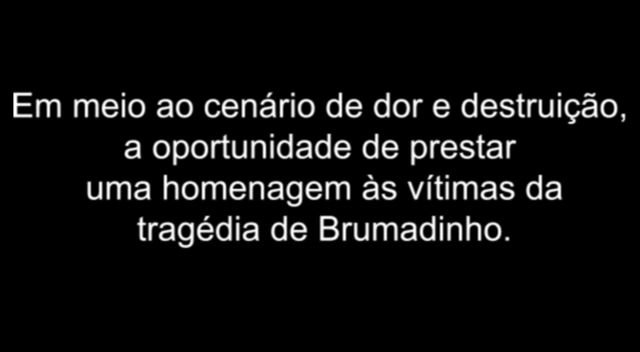 Em meio ao cenário de dor e destruição,
a oportunidade de prestar
uma homenagem às vítimas da
tragédia de Brumadinho.